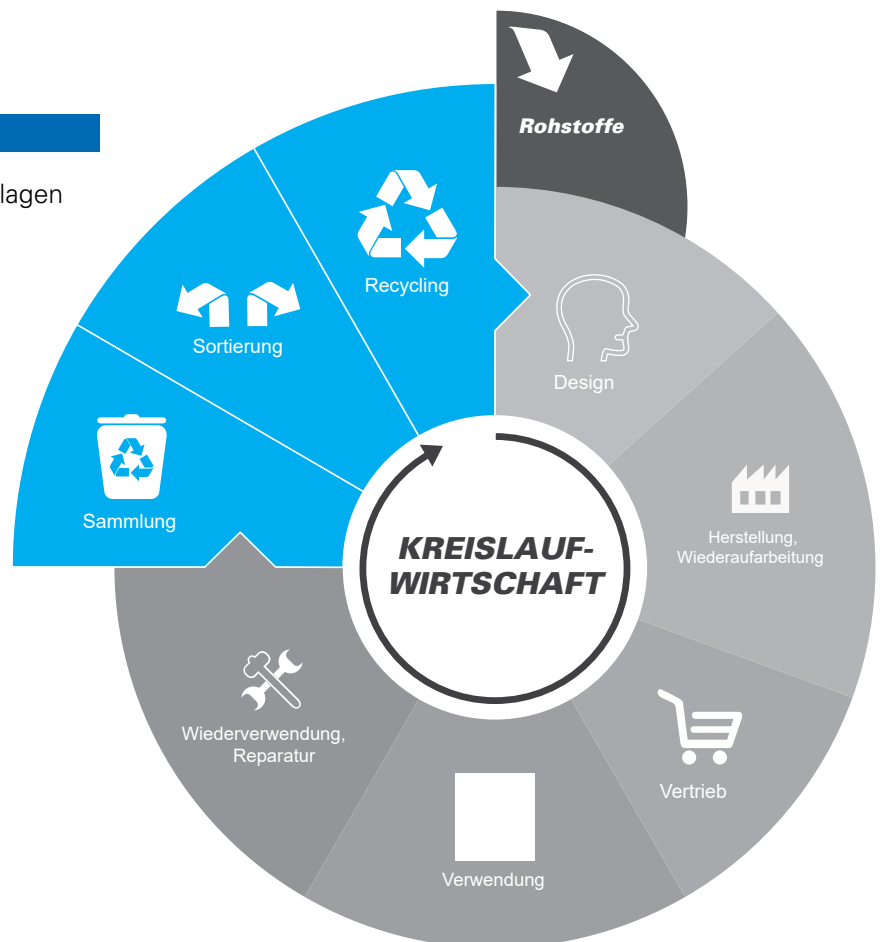 lagen
Rohstoffe
Design
Herstellung,
Wiederaufarbeitung
Vertrieb
Verwendung
Wiederverwendung,
Reparatur
Sammlung
Sortierung
Recycling
KREISLAUF-
WIRTSCHAFT